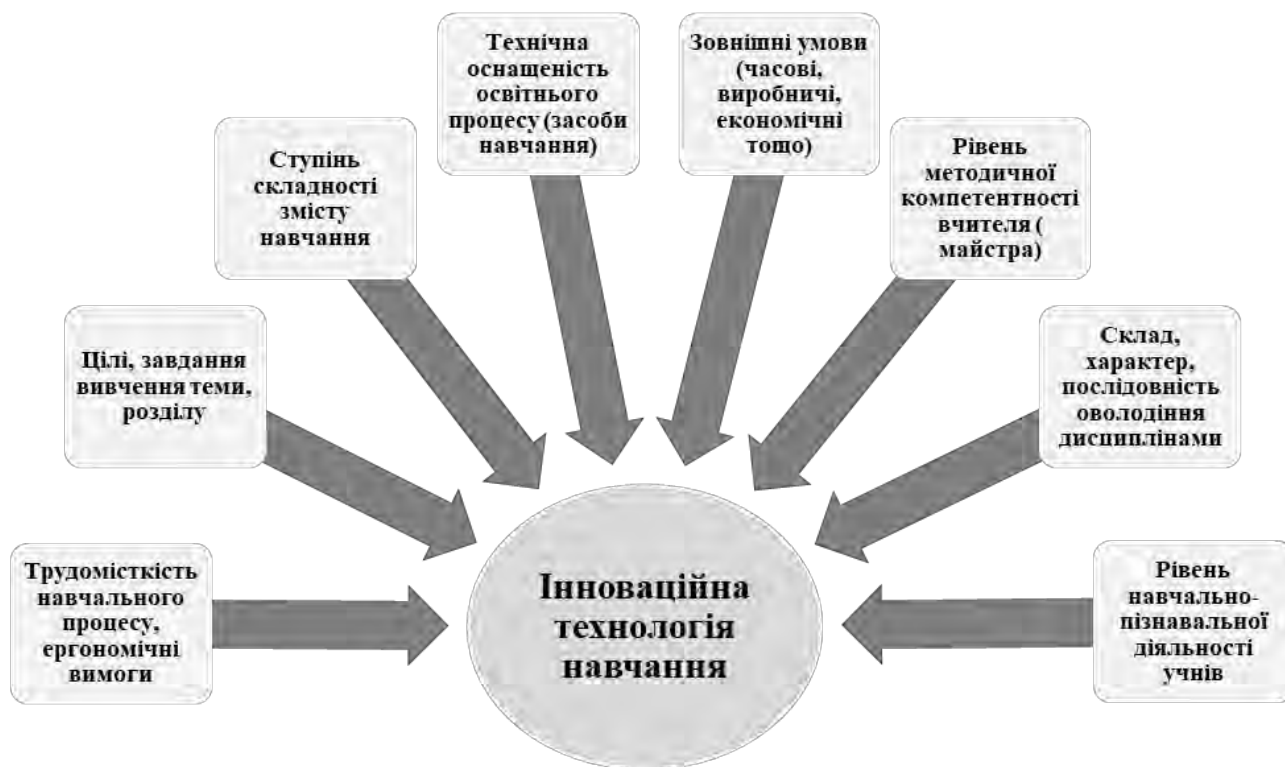 Технічна
оснащеність
освітнього
процесу (засоби
навчання)
Зовнішні умови
(часові,
виробничі,
економічні
тощо)
Ступінь
складності
змісту
навчання
Рівень
методичної
компетентності
вчителя (
майстра)
Цілі, завдання
вивчення теми,
розділу
Склад,
характер,
послідовність
оволодіння
дисциплінами
Трудомісткість
навчального
процесу,
ергономічні
вимоги
Інноваційна
технологія
навчання
Рівень
навчально-
пізнавальної
діяльності
учнів